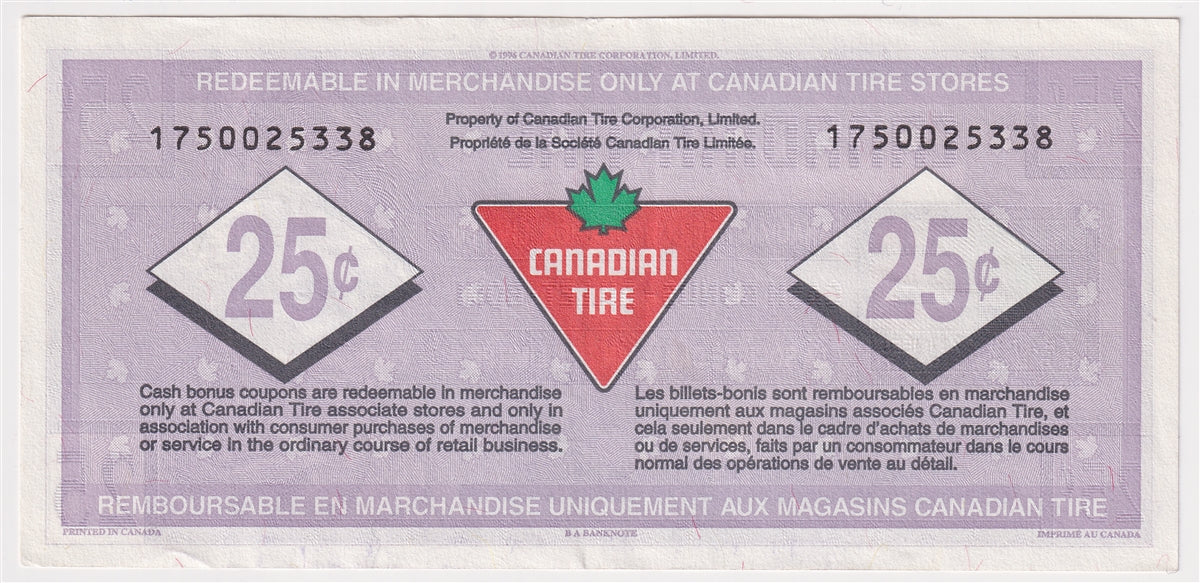 © 1996 CANADIAN TIRE CORPORATION, LIMITED.
REDEEMABLE IN MERCHANDISE ONLY AT CANADIAN TIRE STORES
Property of Canadian Tire Corporation, Limited.
Propriété de la Société Canadian Tire Limitée.
1750025338
1750025338
25¢
CANADIAN
TIRE
25¢
Cash bonus coupons are redeemable in merchandise
only at Canadian Tire associate stores and only in
association with consumer purchases of merchandise
or service in the ordinary course of retail business.
Les billets-bonis sont remboursables en marchandise
uniquement aux magasins associés Canadian Tire, et
cela seulement dans le cadre d'achats de marchandises
ou de services, faits par un consommateur dans le cours
normal des opérations de vente au détail.
REMBOURSABLE EN MARCHANDISE UNIQUEMENT AUX MAGASINS CANADIAN TIRE
PRINTED IN CANADA
B A BANKNOTE
IMPRIMÉ AU CANADA